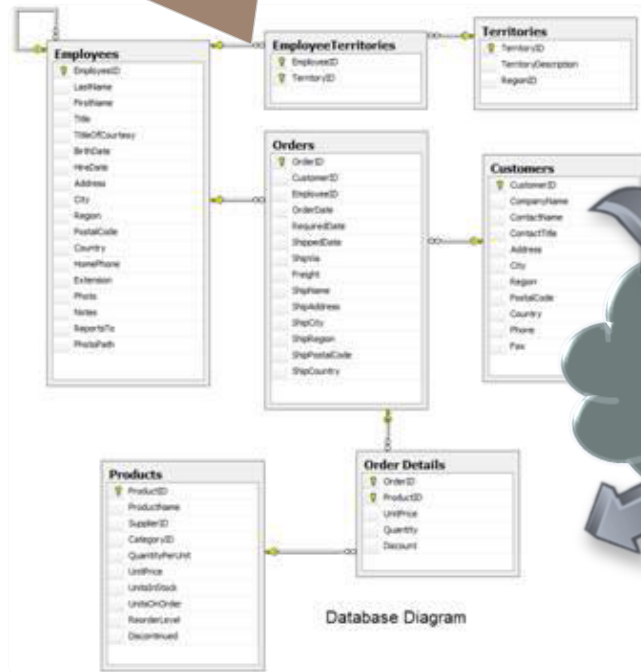 Employees
EmployeeID
LastName
FirstName
Title
TitleOfCourtesy
BirthDate
HireDate
Address
City
Region
PostalCode
Country
HomePhone
Extension
Photo
Notes
ReportsTo
PhotoPath
EmployeeTerritories
EmployeeID
TerritoryID
Territories
TerritoryID
TerritoryDescription
RegionID
Orders
OrderID
CustomerID
EmployeeID
OrderDate
RequiredDate
ShippedDate
ShipVia
Freight
ShipName
ShipAddress
ShipCity
ShipRegion
ShipPostalCode
ShipCountry
Customers
CustomerID
CompanyName
ContactName
ContactTitle
Address
City
Region
PostalCode
Country
Phone
Fax
Products
ProductID
ProductName
SupplierID
CategoryID
QuantityPerUnit
UnitPrice
UnitsInStock
UnitsOnOrder
ReorderLevel
Discontinued
Order Details
OrderID
ProductID
UnitPrice
Quantity
Discount
Database Diagram